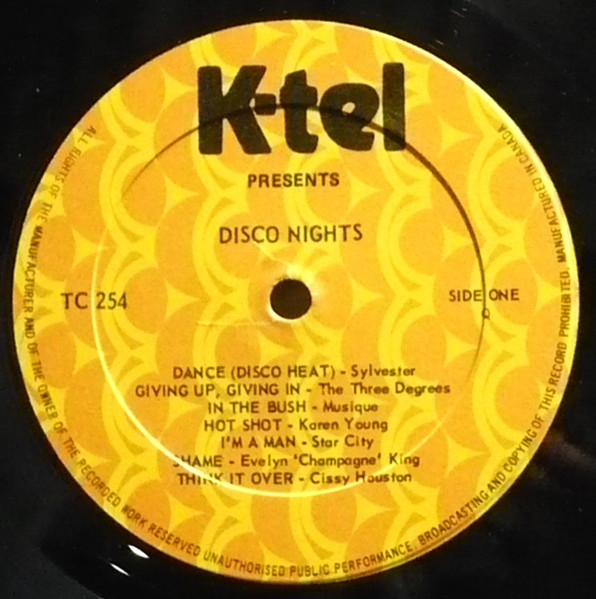 K-tel
PRESENTS
DISCO NIGHTS
TC 254
SIDE ONE
Q
DANCE (DISCO HEAT) - Sylvester
GIVING UP, GIVING IN - The Three Degrees
IN THE BUSH - Musique
HOT SHOT - Karen Young
I'M A MAN - Star City
SHAME - Evelyn 'Champagne' King
THINK IT OVER - Cissy Houston
ALL RIGHTS OF THE MANUFACTURER AND OF THE OWNER OF THE RECORDED WORK RESERVED UNAUTHORISED PUBLIC PERFORMANCE, BROADCASTING AND COPYING OF THIS RECORD PROHIBITED. MANUFACTURED IN CANADA